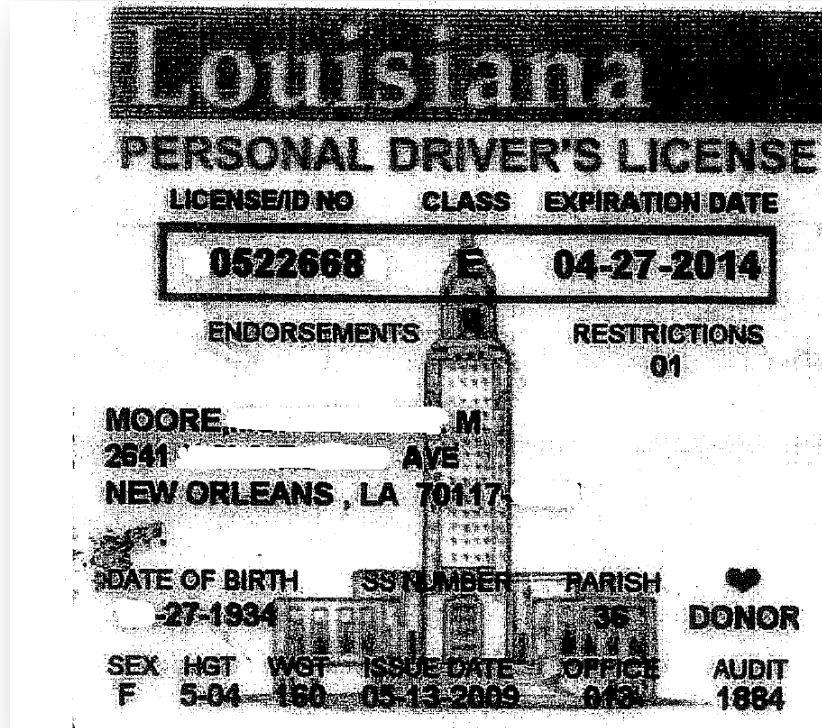 Louisiana
PERSONAL DRIVER'S LICENSE
LICENSE/ID NO CLASS EXPIRATION DATE
0522668 E 04-27-2014
ENDORSEMENTS RESTRICTIONS
01
MOORE, M
2641 AVE
NEW ORLEANS , LA 70117-
DATE OF BIRTH SS NUMBER PARISH
-27-1934 36 DONOR
SEX HGT WGT ISSUE DATE OFFICE AUDIT
F 5-04 160 05-13-2009 013 1884